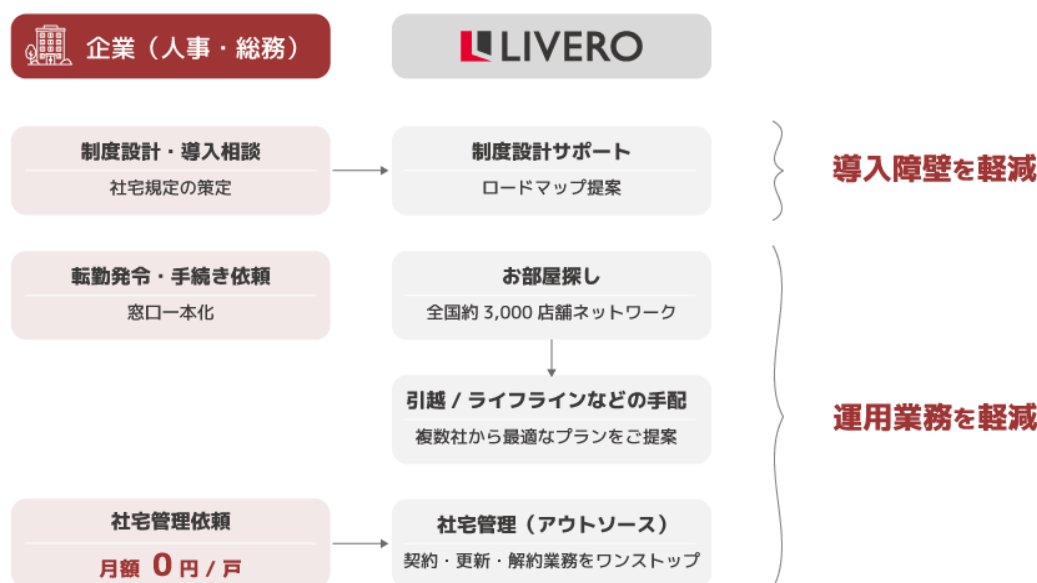 企業（人事・総務）
LIVERO
制度設計・導入相談
社宅規定の策定
制度設計サポート
ロードマップ提案
導入障壁を軽減
転勤発令・手続き依頼
窓口一本化
お部屋探し
全国約 3,000 店舗ネットワーク
引越 / ライフラインなどの手配
複数社から最適なプランをご提案
運用業務を軽減
社宅管理依頼
月額 0 円 / 戸
社宅管理（アウトソース）
契約・更新・解約業務をワンストップ